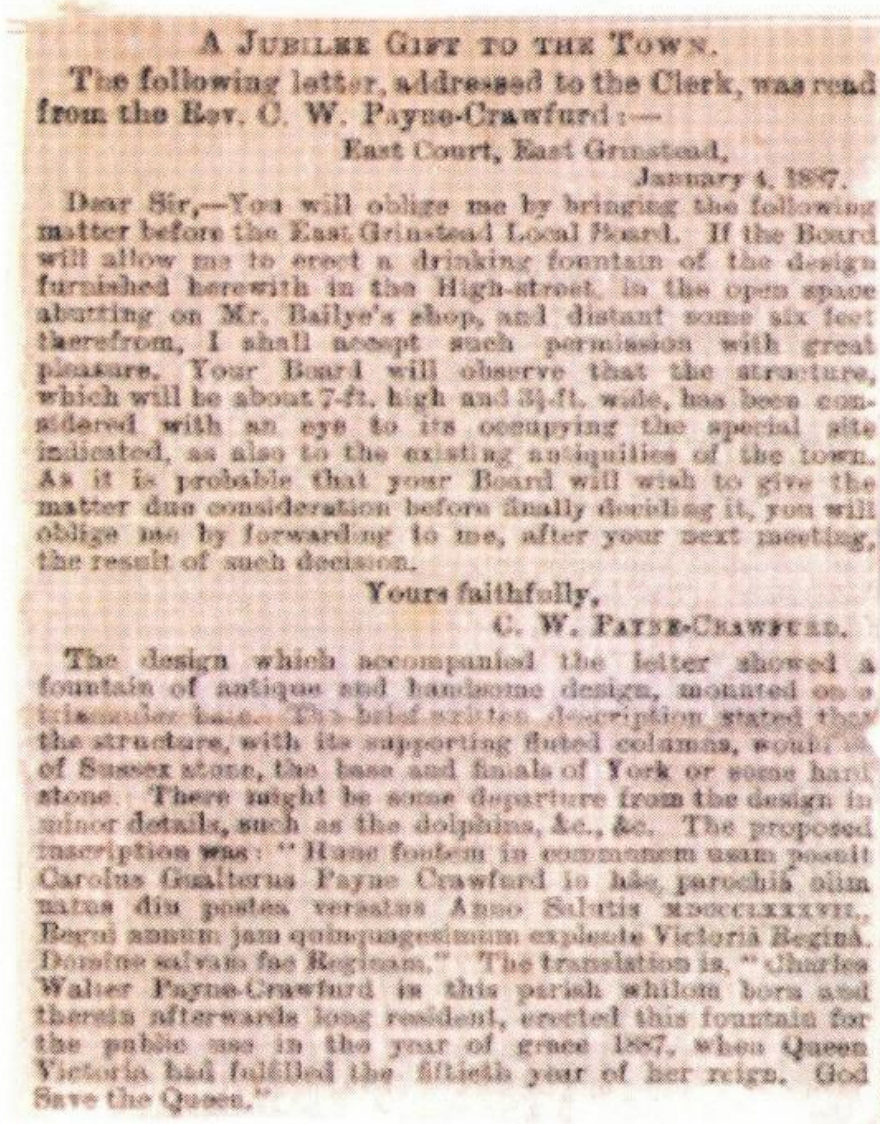 A JUBILEE GIFT TO THE TOWN.
The following letter, addressed to the Clerk, was read
from the Rev. C. W. Payne-Crawfurd:—
East Court, East Grinstead,
January 4, 1887.
Dear Sir,—You will oblige me by bringing the following
matter before the East Grinstead Local Board. If the Board
will allow me to erect a drinking fountain of the design
furnished herewith in the High-street, in the open space
abutting on Mr. Bailye's shop, and distant some six feet
therefrom, I shall accept such permission with great
pleasure. Your Board will observe that the structure,
which will be about 7-ft. high and 3½-ft. wide, has been con-
sidered with an eye to its occupying the special site
indicated, as also to the existing antiquities of the town.
As it is probable that your Board will wish to give the
matter due consideration before finally deciding it, you will
oblige me by forwarding to me, after your next meeting,
the result of such decision.
Yours faithfully,
C. W. PAYNE-CRAWFURD.
The design which accompanied the letter showed a
fountain of antique and handsome design, mounted on a
triangular base. The brief written description stated that
the structure, with its supporting fluted columns, would
of Sussex stone, the base and finials of York or some hard
stone. There might be some departure from the design in
minor details, such as the dolphins, &c., &c. The proposed
inscription was: "Hunc fontem in communem usum posuit
Carolus Gualterus Payne Crawfurd in hâc parochiâ olim
natus diu postea versatus Anno Salutis MDCCCLXXXVII.,
Regni annum jam quinquagesimum explente Victoriâ Reginâ.
Domine salvam fac Reginam." The translation is, "Charles
Walter Payne-Crawfurd in this parish whilom born and
therein afterwards long resident, erected this fountain for
the public use in the year of grace 1887, when Queen
Victoria had fulfilled the fiftieth year of her reign. God
Save the Queen."